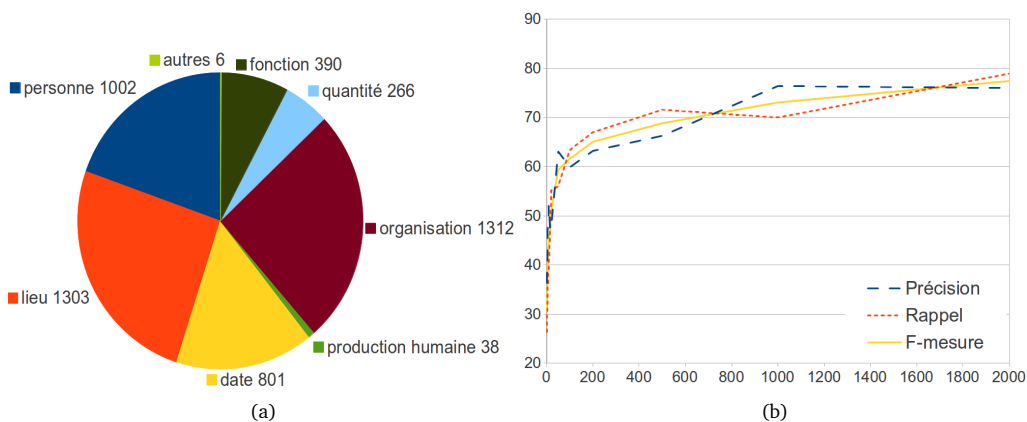 autres 6
fonction 390
personne 1002
quantité 266
organisation 1312
lieu 1303
production humaine 38
date 801
(a)
90
80
70
60
50
40
30
20
0 200 400 600 800 1000 1200 1400 1600 1800 2000
Précision
Rappel
F-mesure
(b)